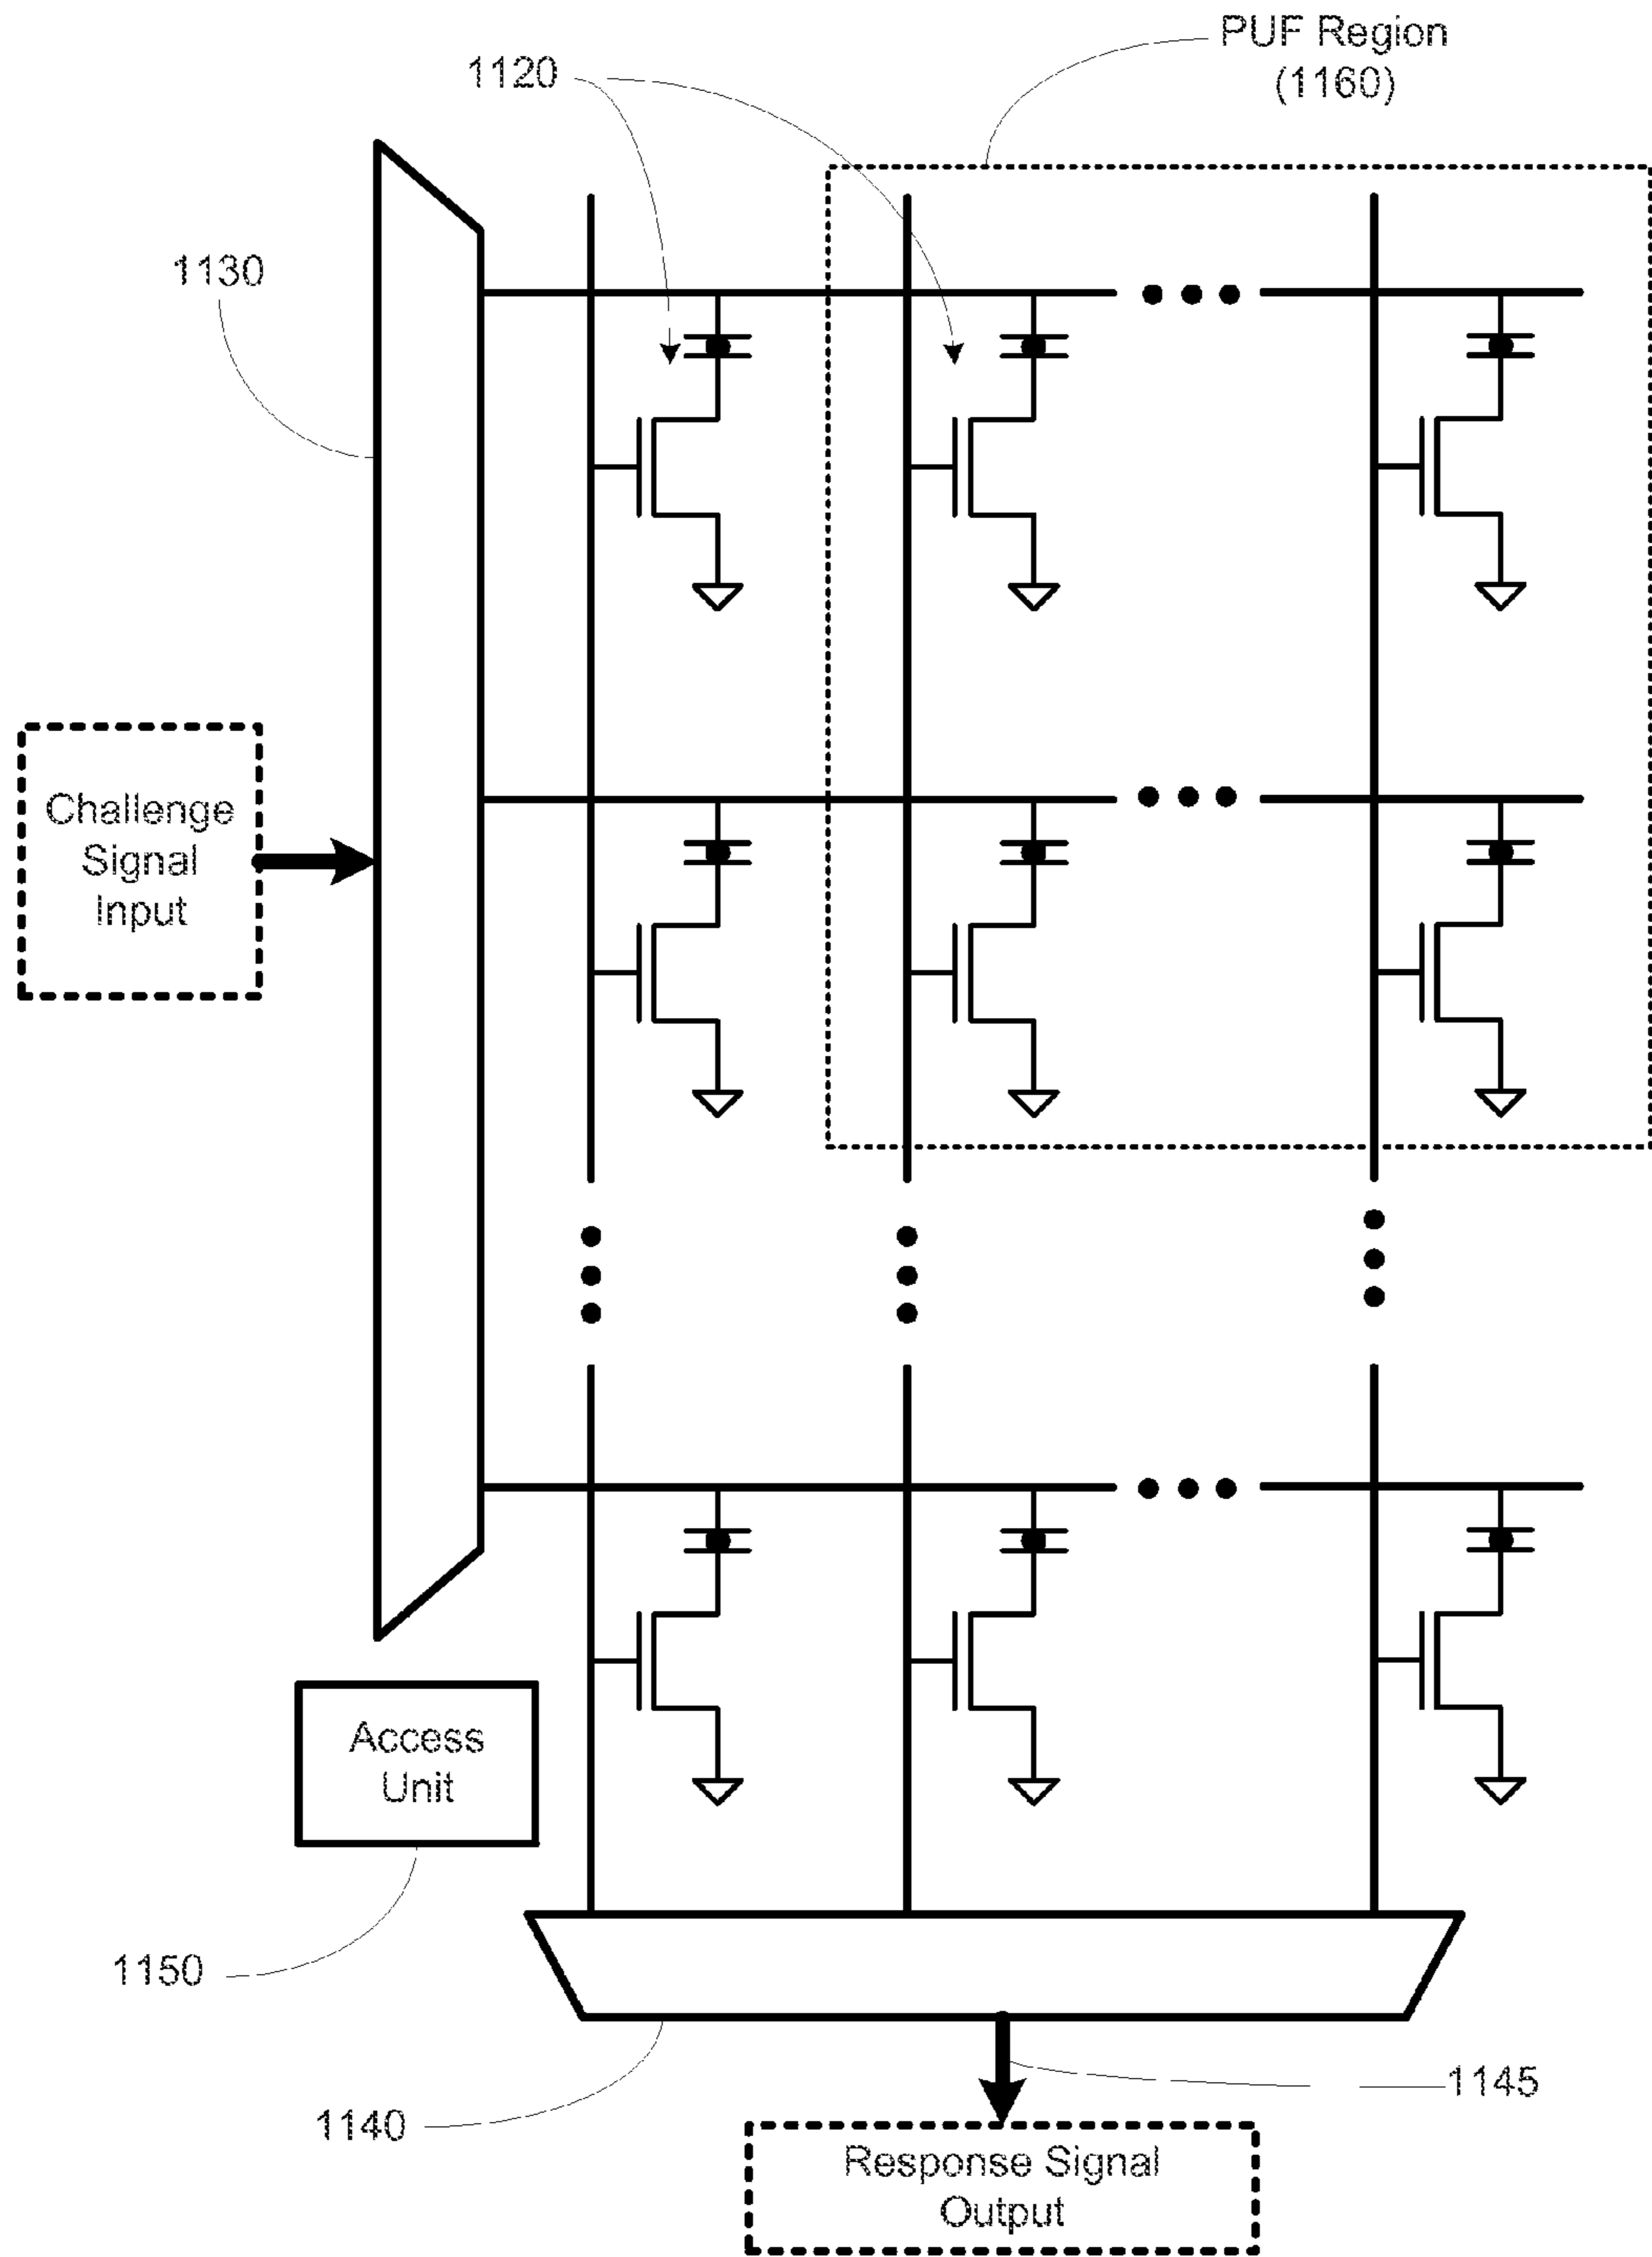 PUF Region
(1160)
1120
1130
Challenge
Signal
Input
Access
Unit
1150
1140
1145
Response Signal
Output